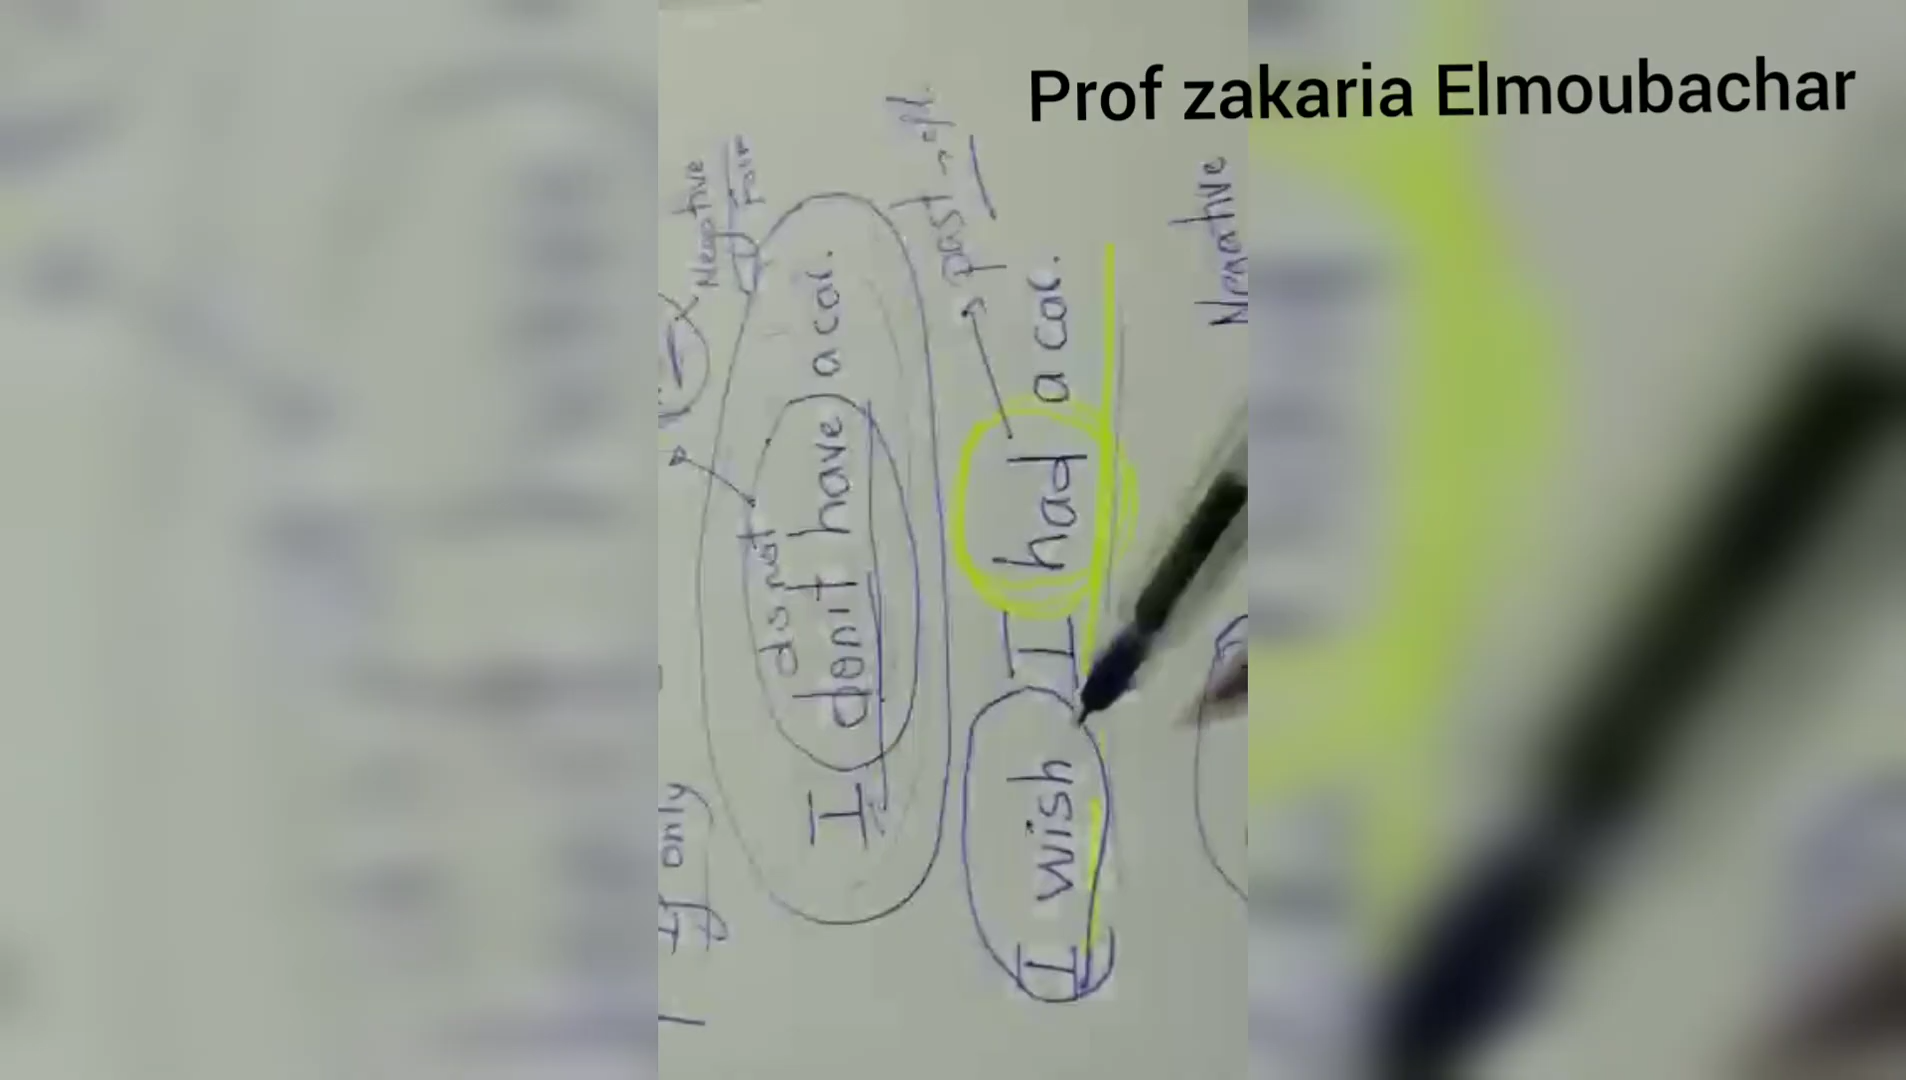 Prof zakaria Elmoubachar
If only
Negative
do not
I don't have a car.
past
I wish I had a car.
Negative